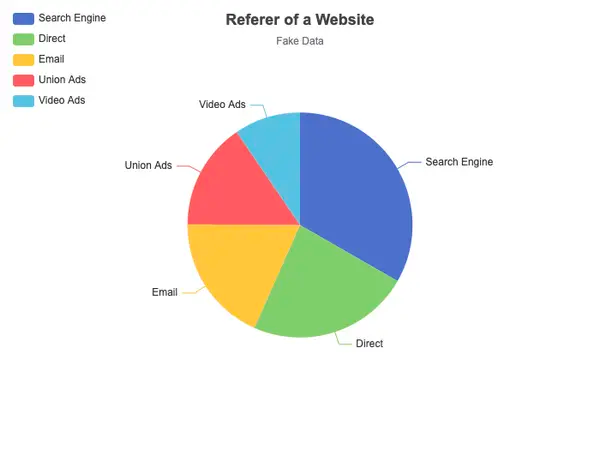 Referer of a Website
Fake Data
Search Engine
Direct
Email
Union Ads
Video Ads
Video Ads
Search Engine
Union Ads
Email
Direct